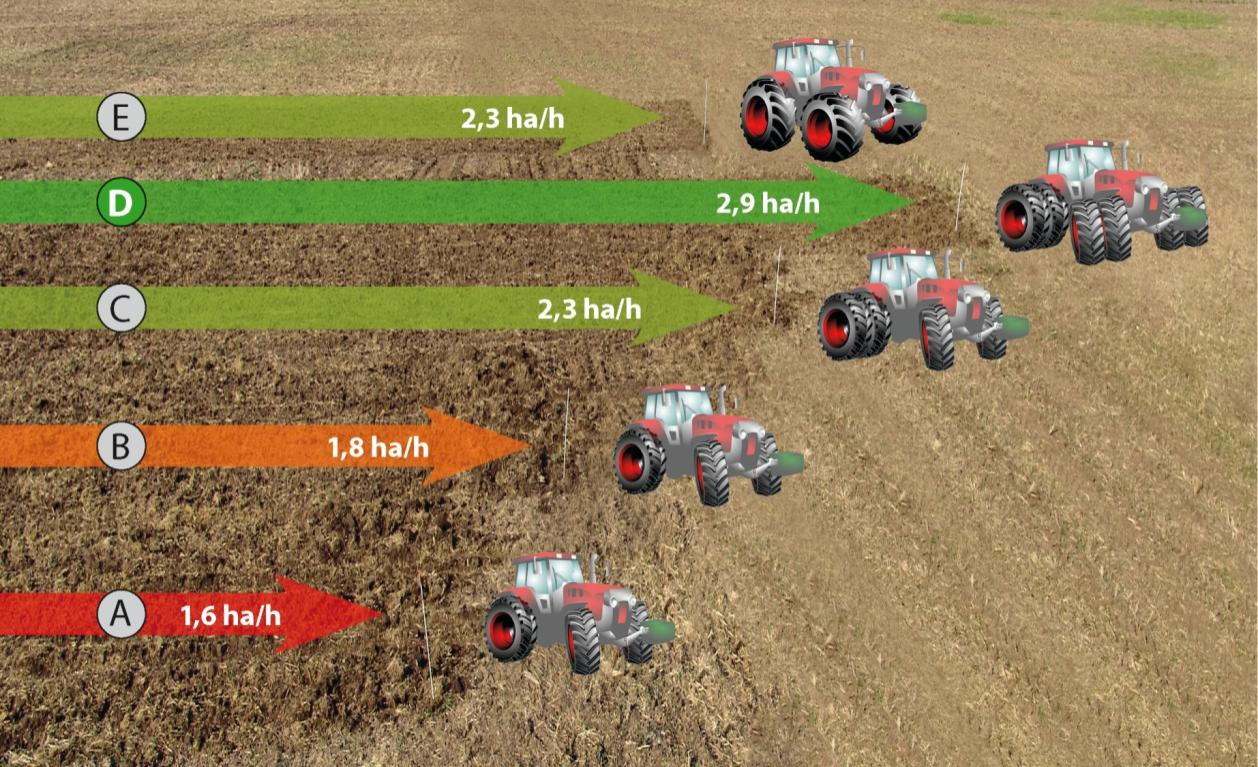 E 2,3 ha/h
D 2,9 ha/h
C 2,3 ha/h
B 1,8 ha/h
A 1,6 ha/h